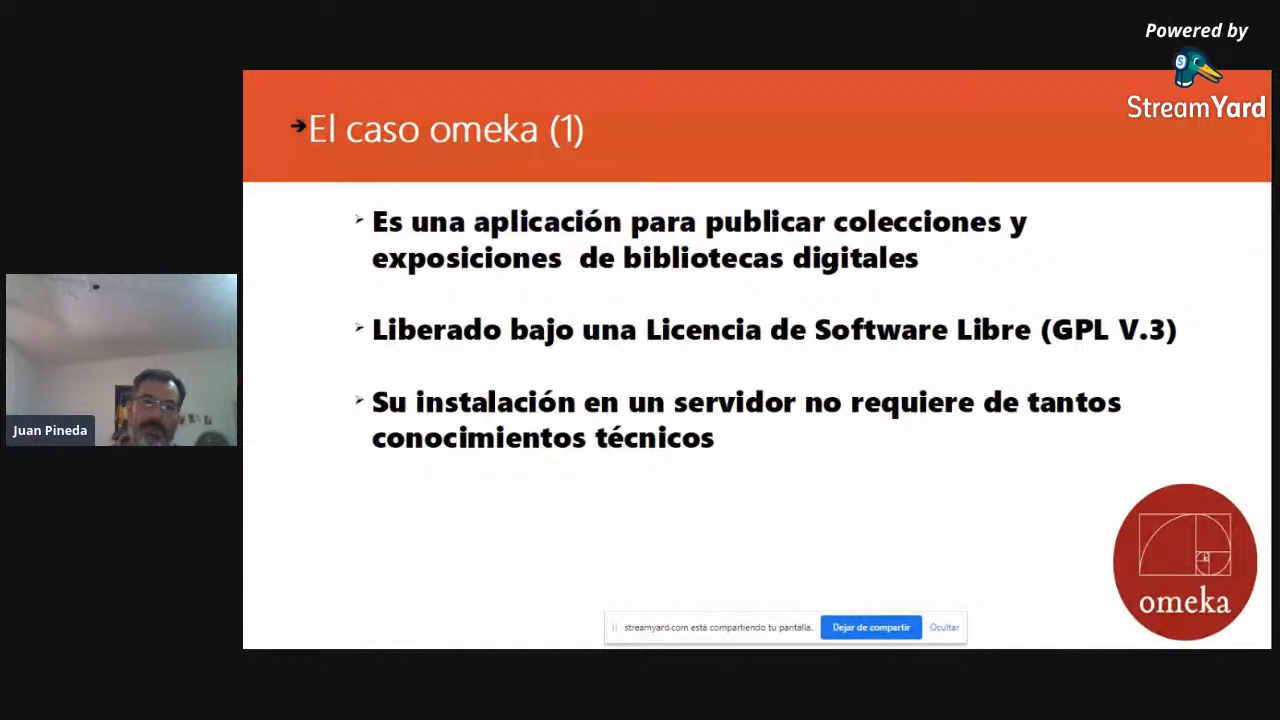 Powered by
StreamYard
➔El caso omeka (1)
Es una aplicación para publicar colecciones y
exposiciones de bibliotecas digitales
Liberado bajo una Licencia de Software Libre (GPL V.3)
Su instalación en un servidor no requiere de tantos
conocimientos técnicos
Juan Pineda
omeka
streamyard.com está compartiendo tu pantalla. Dejar de compartir Ocultar